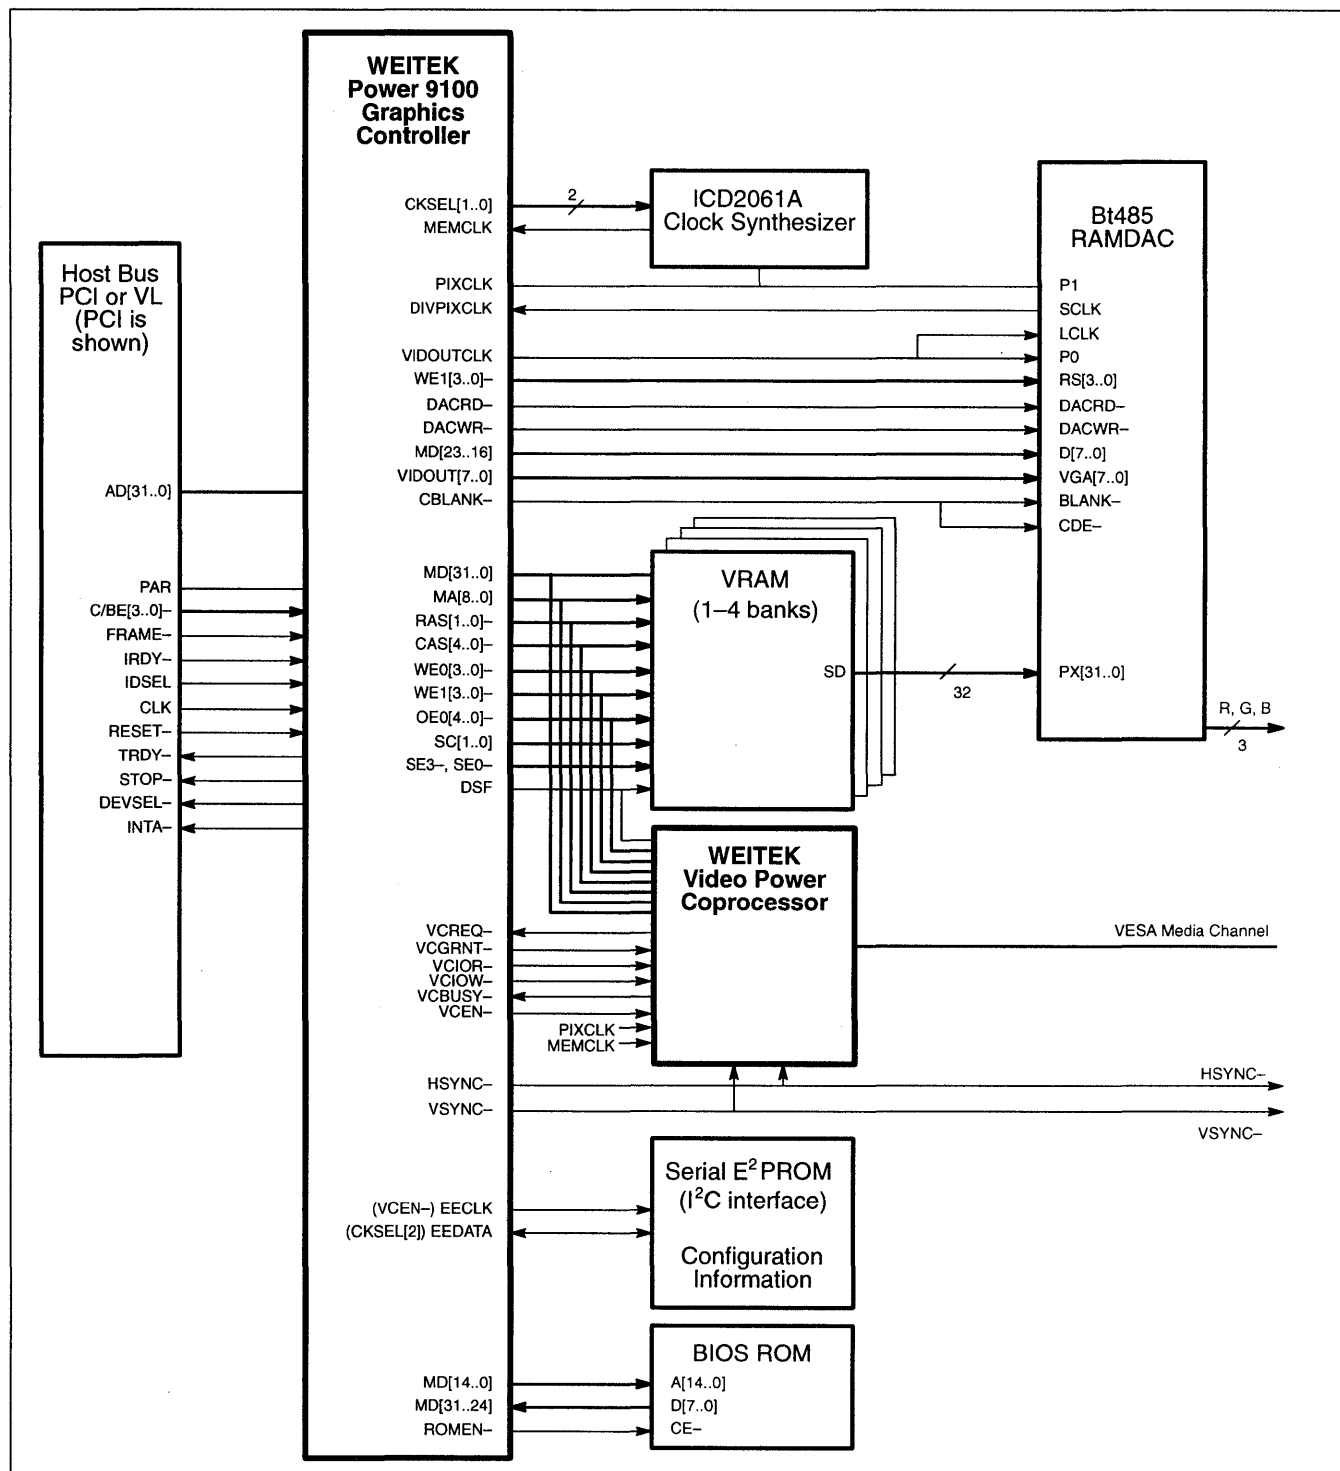 WEITEK
Power 9100
Graphics
Controller
CKSEL[1..0]
MEMCLK
PIXCLK
DIVPIXCLK
VIDOUTCLK
WE1[3..0]–
DACRD–
DACWR–
MD[23..16]
VIDOUT[7..0]
CBLANK–
MD[31..0]
MA[8..0]
RAS[1..0]–
CAS[4..0]–
WE0[3..0]–
WE1[3..0]–
OE0[4..0]–
SC[1..0]
SE3–, SE0–
DSF
VCREQ–
VCGRNT–
VCIOR–
VCIOW–
VCBUSY–
VCEN–
HSYNC–
VSYNC–
(VCEN–) EECLK
(CKSEL[2]) EEDATA
MD[14..0]
MD[31..24]
ROMEN–
Host Bus
PCI or VL
(PCI is
shown)
AD[31..0]
PAR
C/BE[3..0]–
FRAME–
IRDY–
IDSEL
CLK
RESET–
TRDY–
STOP–
DEVSEL–
INTA–
2
ICD2061A
Clock Synthesizer
Bt485
RAMDAC
P1
SCLK
LCLK
P0
RS[3..0]
DACRD–
DACWR–
D[7..0]
VGA[7..0]
BLANK–
CDE–
PX[31..0]
R, G, B
3
VRAM
(1–4 banks)
SD
32
WEITEK
Video Power
Coprocessor
PIXCLK
MEMCLK
VESA Media Channel
HSYNC–
VSYNC–
Serial E²PROM
(I²C interface)
Configuration
Information
BIOS ROM
A[14..0]
D[7..0]
CE–